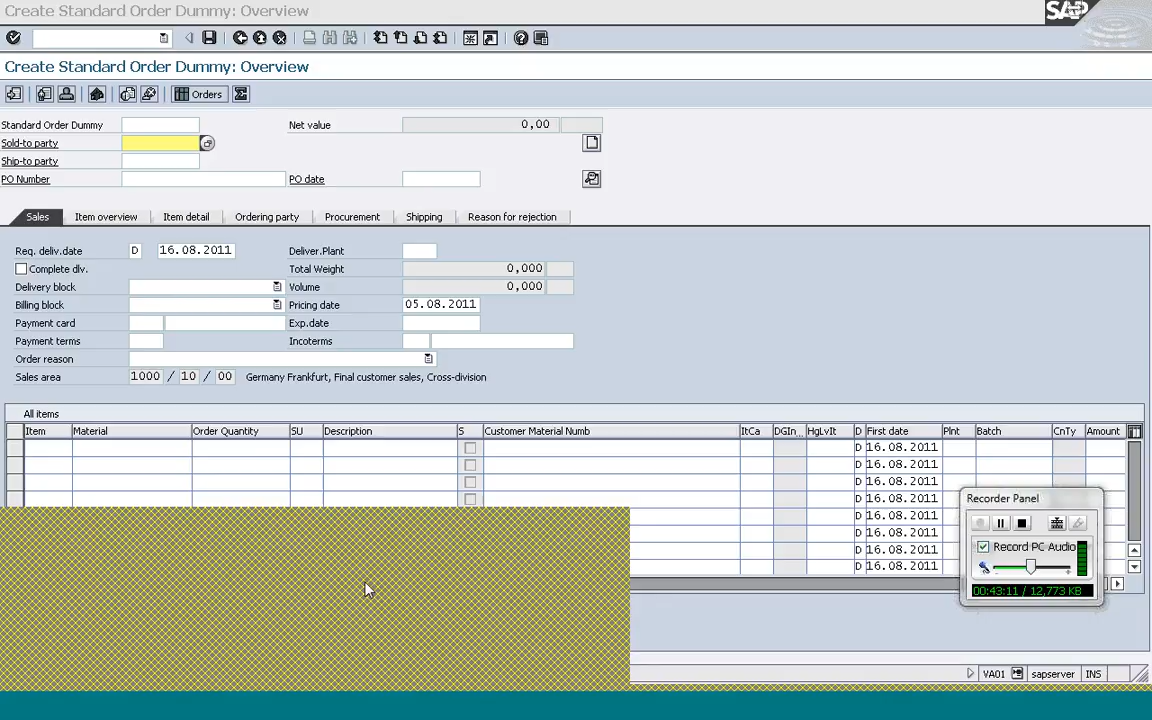 Create Standard Order Dummy: Overview
SAP
Create Standard Order Dummy: Overview
Orders
Standard Order Dummy
Net value 0,00
Sold-to party
Ship-to party
PO Number PO date
Sales Item overview Item detail Ordering party Procurement Shipping Reason for rejection
Req. deliv.date D 16.08.2011 Deliver.Plant
Complete dlv. Total Weight 0,000
Delivery block Volume 0,000
Billing block Pricing date 05.08.2011
Payment card Exp.date
Payment terms Incoterms
Order reason
Sales area 1000 / 10 / 00 Germany Frankfurt, Final customer sales, Cross-division
All items
Item Material Order Quantity SU Description S Customer Material Numb ItCa DGIn... HgLvIt D First date Plnt Batch CnTy Amount
D 16.08.2011
D 16.08.2011
D 16.08.2011
D 16.08.2011
D 16.08.2011
D 16.08.2011
D 16.08.2011
D 16.08.2011
Recorder Panel
Record PC Audio
00:43:11 / 12,773 KB
VA01 sapserver INS